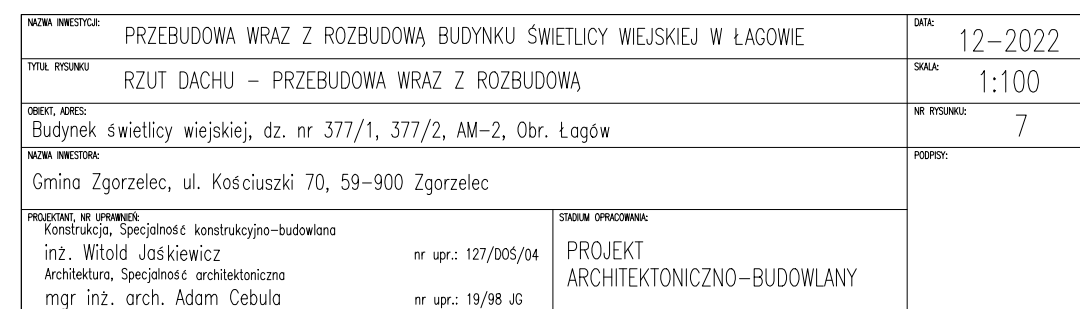 NAZWA INWESTYCJI:
PRZEBUDOWA WRAZ Z ROZBUDOWĄ BUDYNKU ŚWIETLICY WIEJSKIEJ W ŁAGOWIE
DATA:
12-2022
TYTUŁ RYSUNKU
RZUT DACHU - PRZEBUDOWA WRAZ Z ROZBUDOWĄ
SKALA:
1:100
OBIEKT, ADRES:
Budynek świetlicy wiejskiej, dz. nr 377/1, 377/2, AM-2, Obr. Łagów
NR RYSUNKU:
7
NAZWA INWESTORA:
Gmina Zgorzelec, ul. Kościuszki 70, 59-900 Zgorzelec
PODPISY:
PROJEKTANT, NR UPRAWNIEŃ:
Konstrukcja, Specjalność konstrukcyjno-budowlana
inż. Witold Jaśkiewicz nr upr.: 127/DOŚ/04
Architektura, Specjalność architektoniczna
mgr inż. arch. Adam Cebula nr upr.: 19/98 JG
STADIUM OPRACOWANIA:
PROJEKT
ARCHITEKTONICZNO-BUDOWLANY